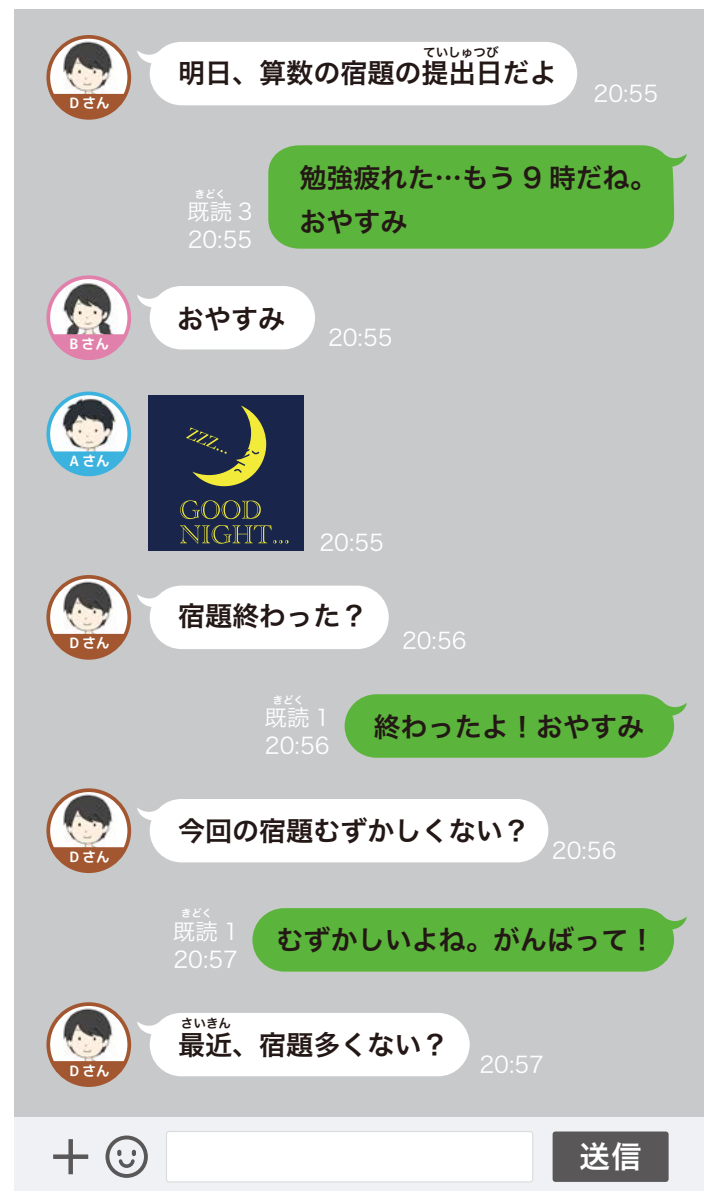 ていしゅつび
明日、算数の宿題の提出日だよ
Dさん
20:55
勉強疲れた…もう9時だね。
おやすみ
きどく
既読 3
20:55
おやすみ
Bさん
20:55
ZZZ...
GOOD
NIGHT...
Aさん
20:55
宿題終わった？
Dさん
20:56
きどく
既読 1
20:56
終わったよ！おやすみ
今回の宿題むずかしくない？
Dさん
20:56
きどく
既読 1
20:57
むずかしいよね。がんばって！
さいきん
最近、宿題多くない？
Dさん
20:57
送信